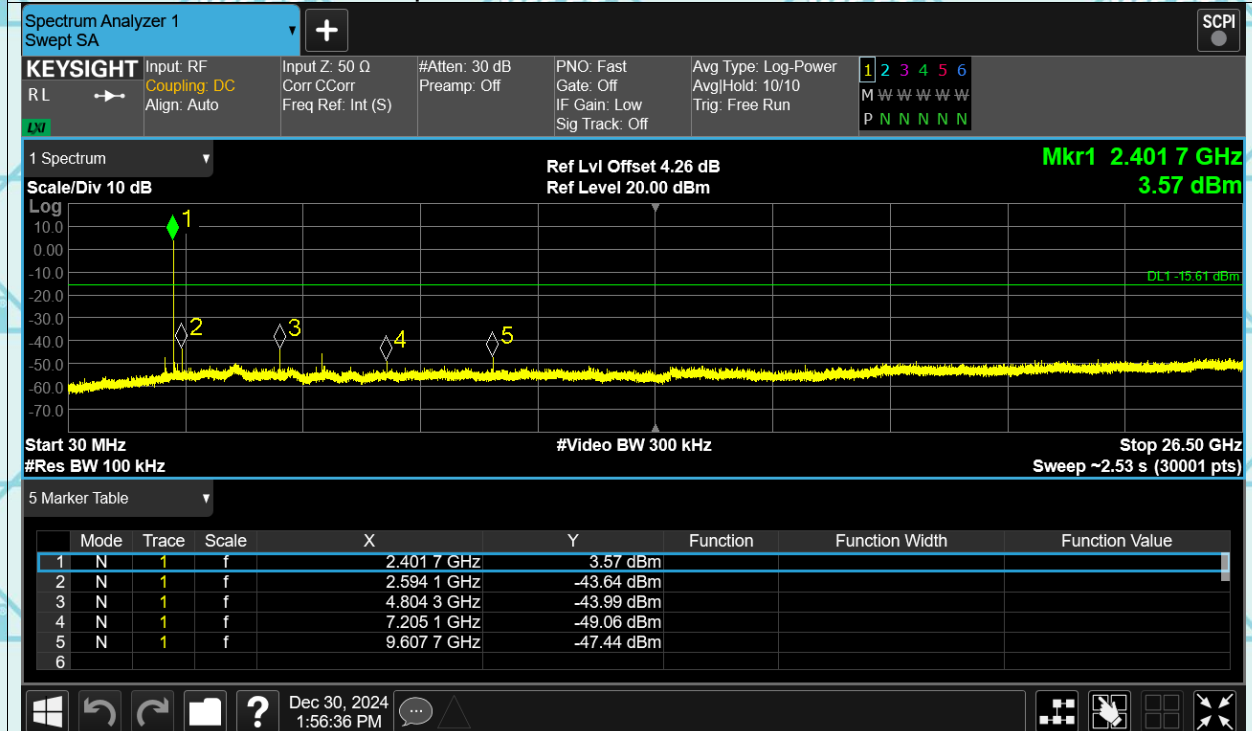 Spectrum Analyzer 1
Swept SA
+
SCPI
KEYSIGHT
RL
LXI
Input: RF
Coupling: DC
Align: Auto
Input Z: 50 Ω
Corr CCorr
Freq Ref: Int (S)
#Atten: 30 dB
Preamp: Off
PNO: Fast
Gate: Off
IF Gain: Low
Sig Track: Off
Avg Type: Log-Power
Avg|Hold: 10/10
Trig: Free Run
1 2 3 4 5 6
M W W W W W
P N N N N N
1 Spectrum
Scale/Div 10 dB
Ref Lvl Offset 4.26 dB
Ref Level 20.00 dBm
Mkr1 2.401 7 GHz
3.57 dBm
Log
10.0
0.00
-10.0
-20.0
-30.0
-40.0
-50.0
-60.0
-70.0
1
2
3
4
5
DL1 -15.61 dBm
Start 30 MHz
#Video BW 300 kHz
Stop 26.50 GHz
#Res BW 100 kHz
Sweep ~2.53 s (30001 pts)
5 Marker Table
Mode Trace Scale X Y Function Function Width Function Value
1 N 1 f 2.401 7 GHz 3.57 dBm
2 N 1 f 2.594 1 GHz -43.64 dBm
3 N 1 f 4.804 3 GHz -43.99 dBm
4 N 1 f 7.205 1 GHz -49.06 dBm
5 N 1 f 9.607 7 GHz -47.44 dBm
6
?
Dec 30, 2024
1:56:36 PM